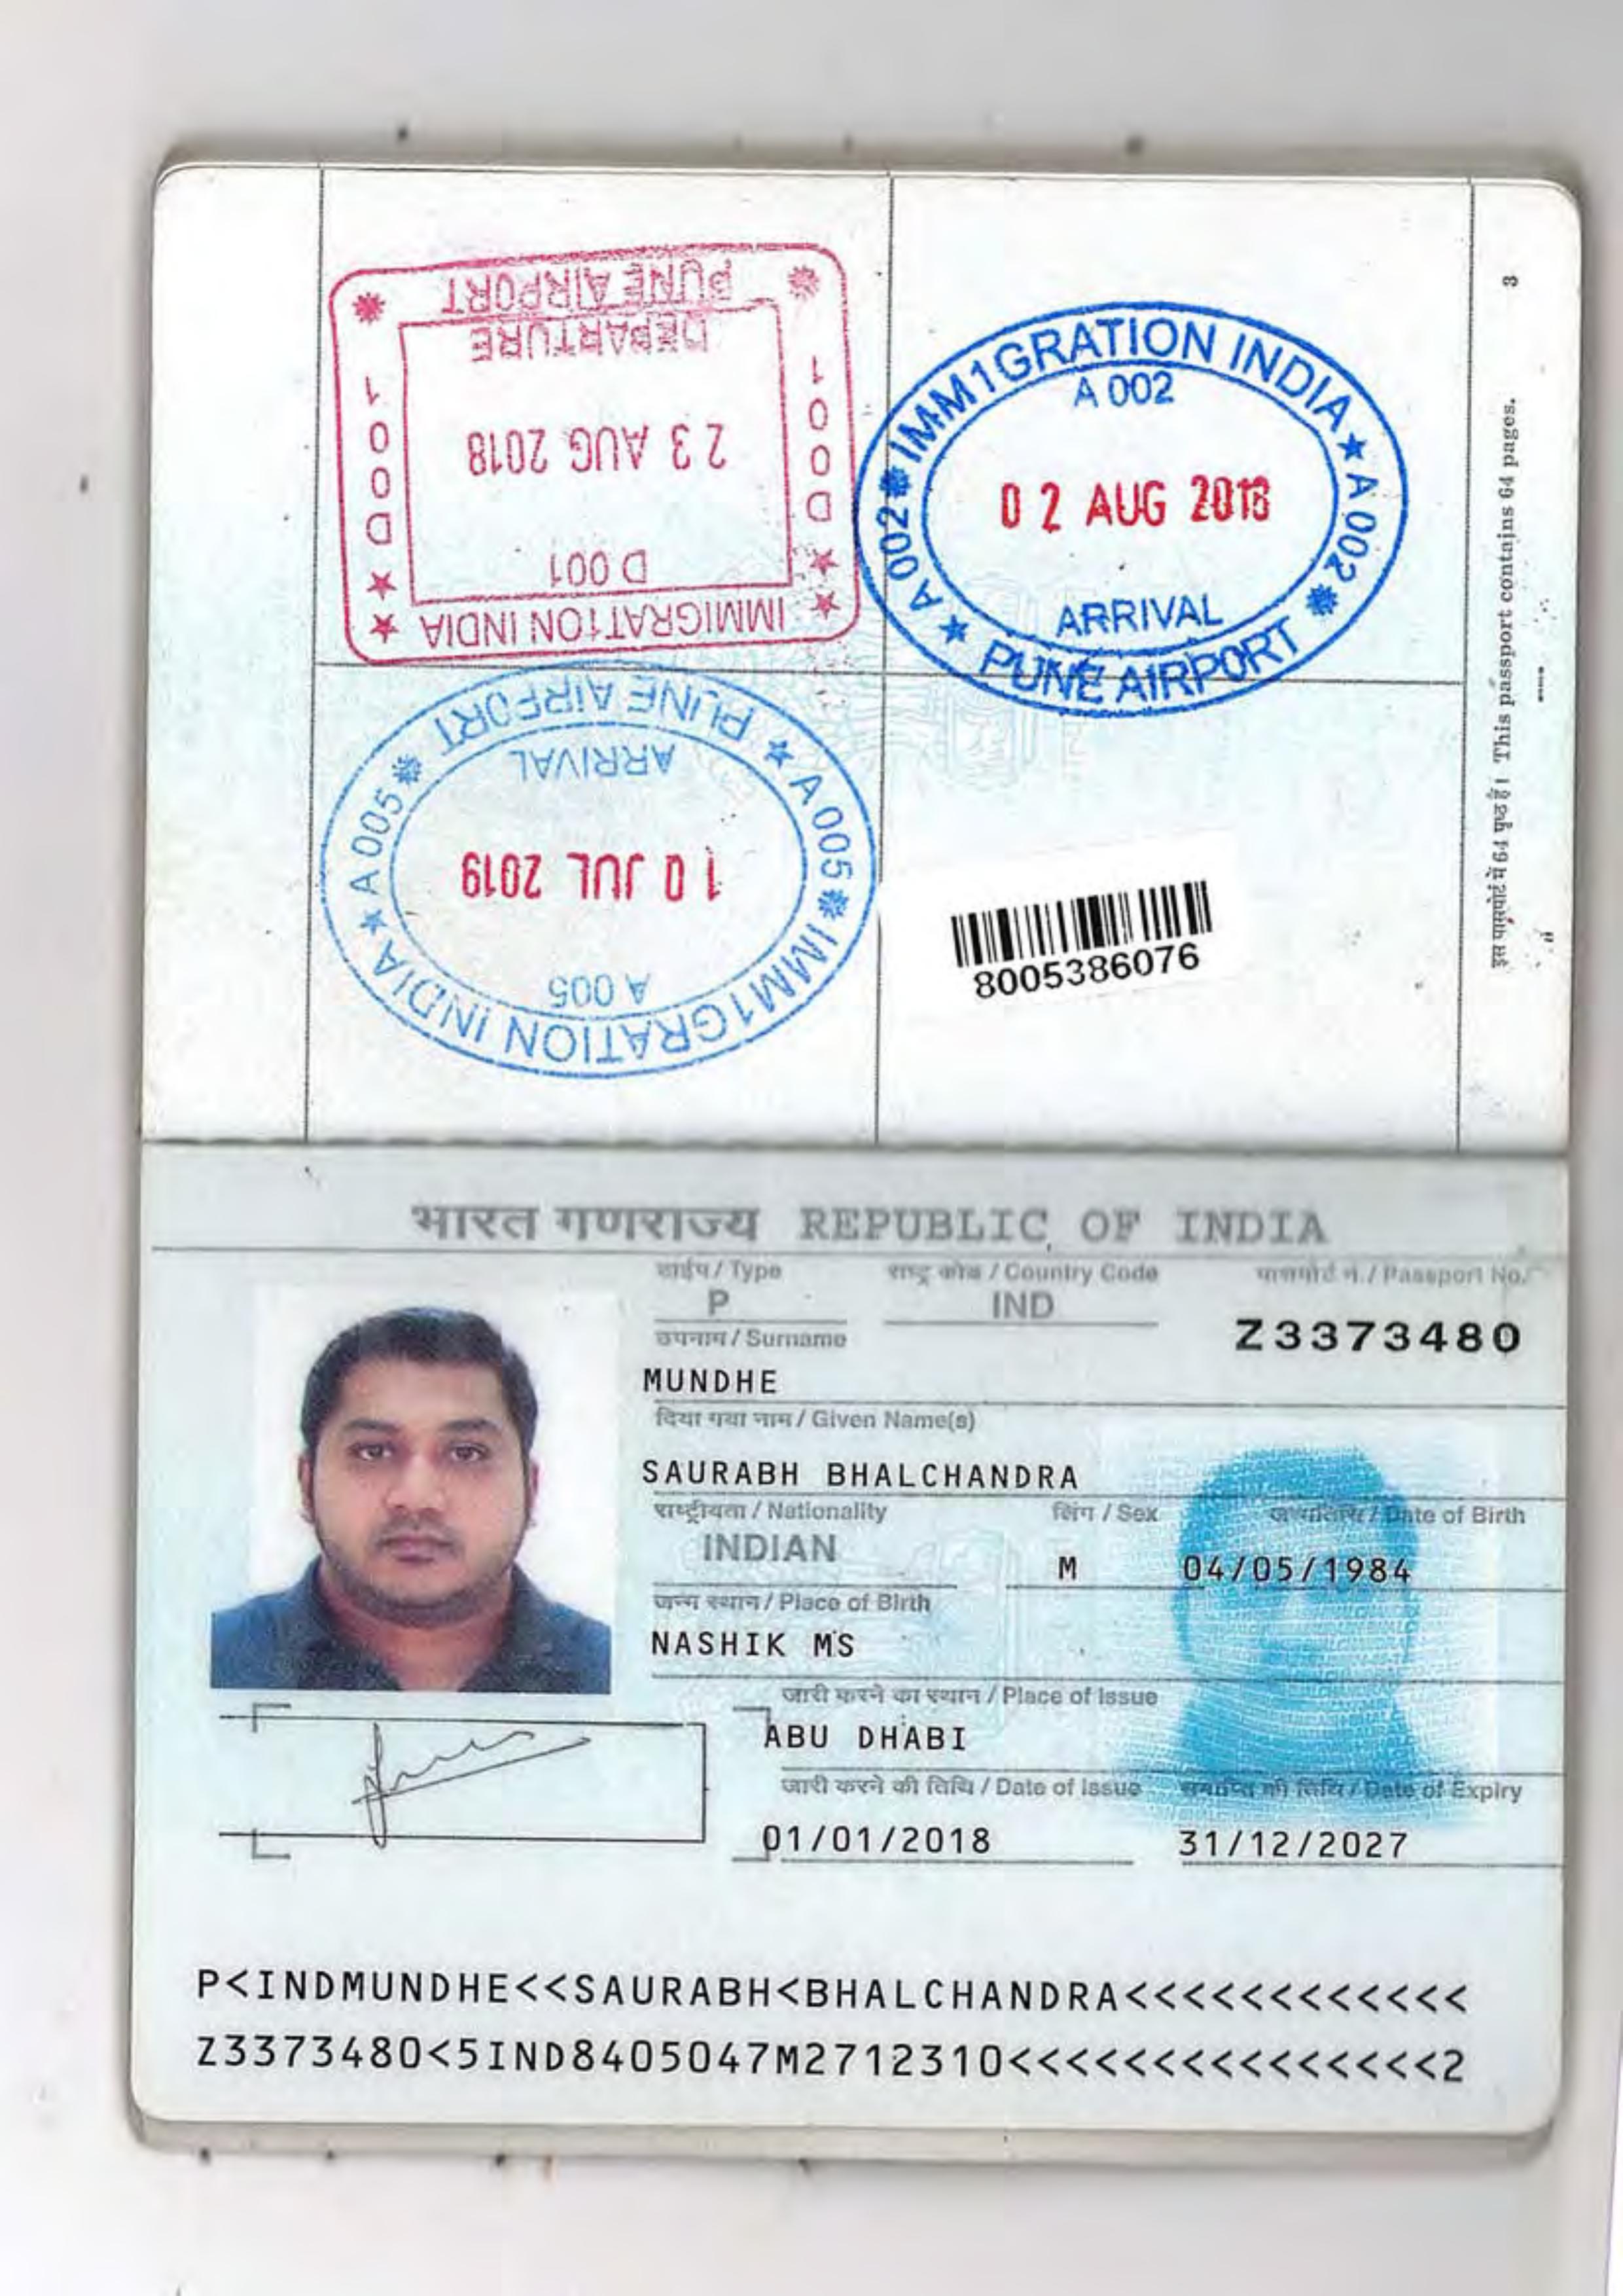 PUNE AIRPORT
DEPARTURE
23 AUG 2018
D 001
IMMIGRATION INDIA
D 001
D 001
IMM1GRATION INDIA
A 002
02 AUG 2018
ARRIVAL
PUNE AIRPORT
A 002
A 002
PUNE AIRPORT
ARRIVAL
10 JUL 2019
A 005
IMM1GRATION INDIA
A 005
A 005
8005386076
3
इस पासपोर्ट में 64 पृष्ठ हैं। This passport contains 64 pages.
भारत गणराज्य REPUBLIC OF INDIA
टाईप / Type राष्ट्र कोड / Country Code पासपोर्ट नं. / Passport No.
P IND Z3373480
उपनाम / Surname
MUNDHE
दिया गया नाम / Given Name(s)
SAURABH BHALCHANDRA
राष्ट्रीयता / Nationality लिंग / Sex जन्मतिथि / Date of Birth
INDIAN M 04/05/1984
जन्म स्थान / Place of Birth
NASHIK MS
जारी करने का स्थान / Place of Issue
ABU DHABI
जारी करने की तिथि / Date of Issue समाप्ति की तिथि / Date of Expiry
01/01/2018 31/12/2027
P<INDMUNDHE<<SAURABH<BHALCHANDRA<<<<<<<<<<<<
Z3373480<5IND8405047M2712310<<<<<<<<<<<<<<<2